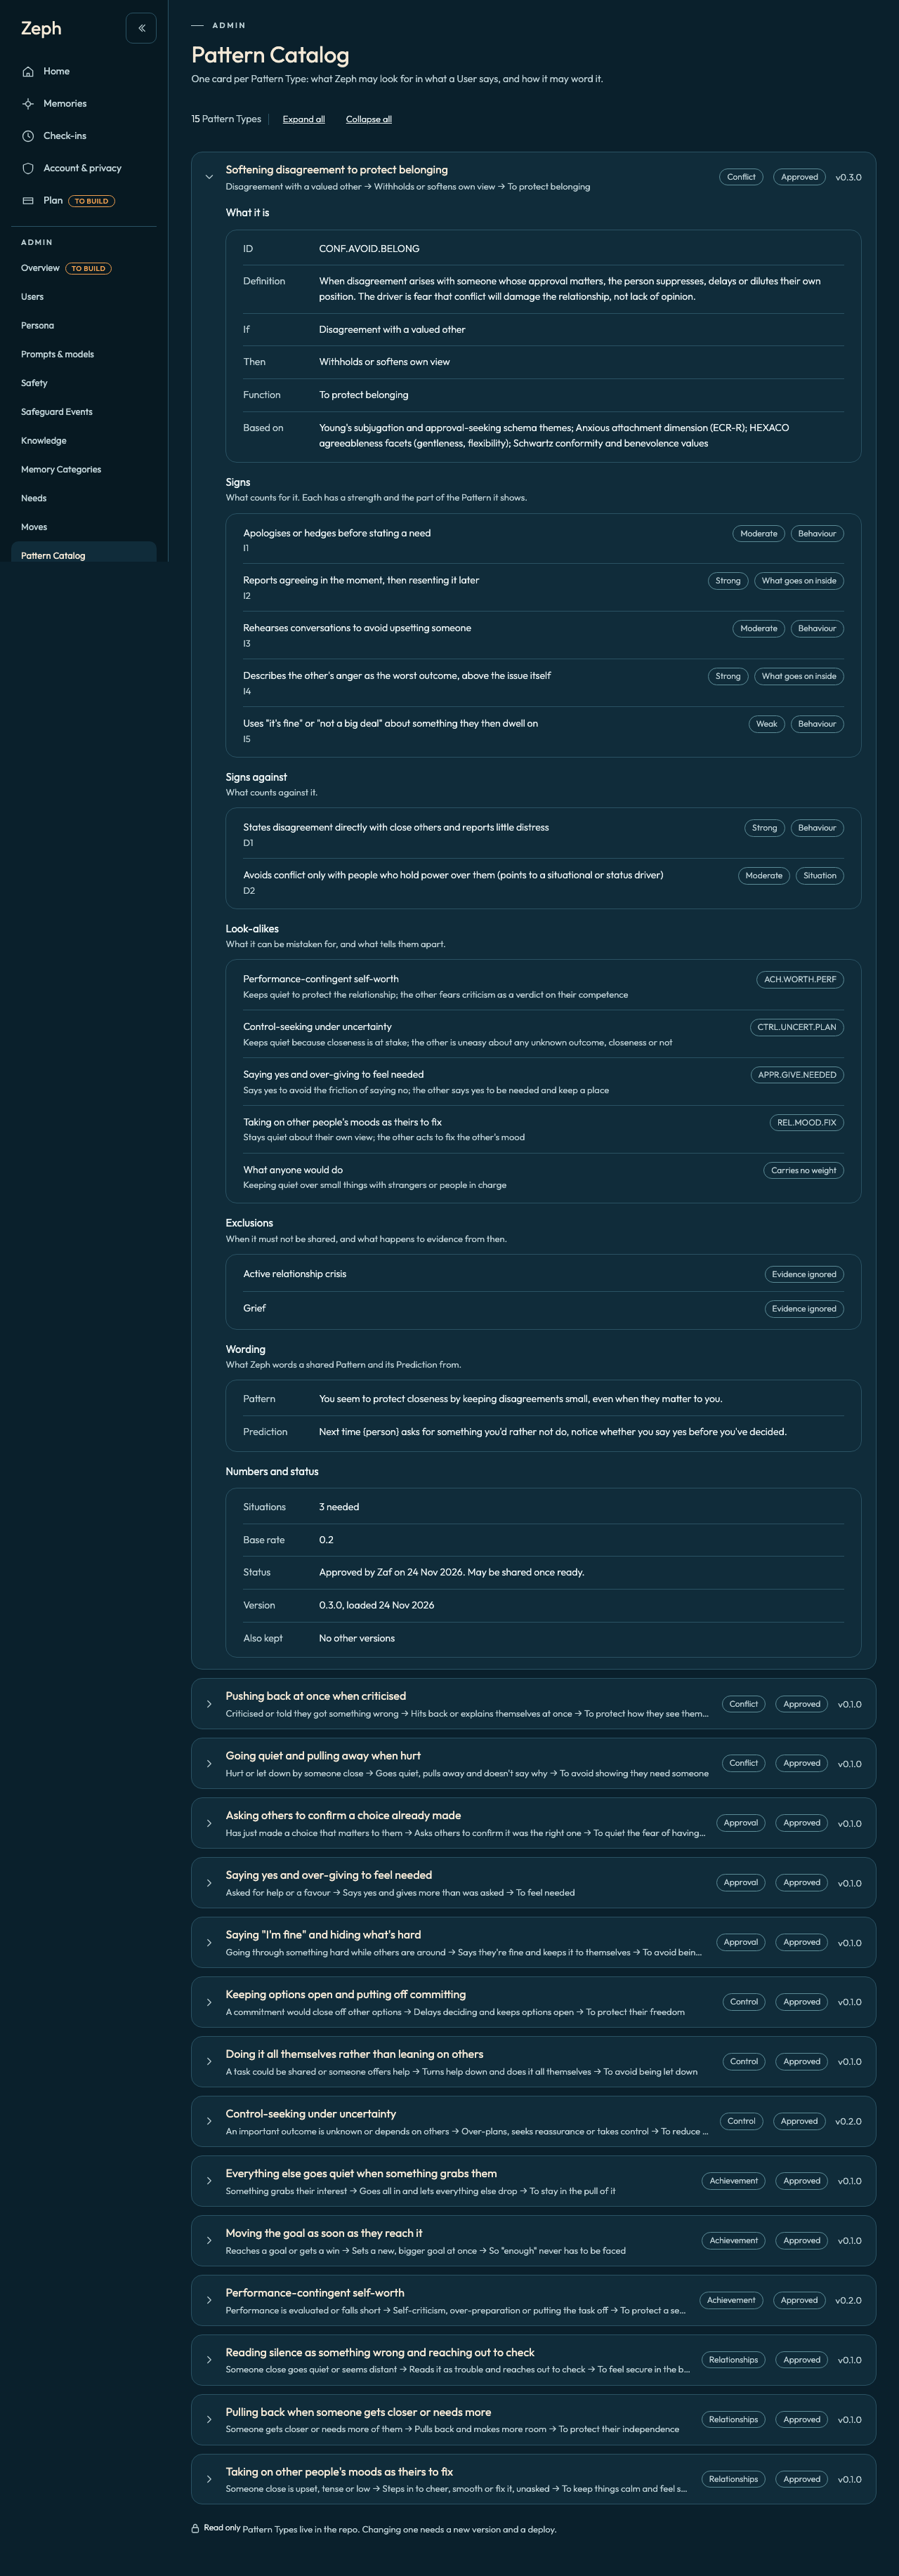 Zeph
Home
Memories
Check-ins
Account & privacy
Plan TO BUILD
ADMIN
Overview TO BUILD
Users
Persona
Prompts & models
Safety
Safeguard Events
Knowledge
Memory Categories
Needs
Moves
Pattern Catalog
ADMIN
Pattern Catalog
One card per Pattern Type: what Zeph may look for in what a User says, and how it may word it.
15 Pattern Types Expand all Collapse all
Softening disagreement to protect belonging
Disagreement with a valued other → Withholds or softens own view → To protect belonging
Conflict Approved v0.3.0
What it is
ID CONF.AVOID.BELONG
Definition When disagreement arises with someone whose approval matters, the person suppresses, delays or dilutes their own
position. The driver is fear that conflict will damage the relationship, not lack of opinion.
If Disagreement with a valued other
Then Withholds or softens own view
Function To protect belonging
Based on Young's subjugation and approval-seeking schema themes; Anxious attachment dimension (ECR-R); HEXACO
agreeableness facets (gentleness, flexibility); Schwartz conformity and benevolence values
Signs
What counts for it. Each has a strength and the part of the Pattern it shows.
Apologises or hedges before stating a need Moderate Behaviour
I1
Reports agreeing in the moment, then resenting it later Strong What goes on inside
I2
Rehearses conversations to avoid upsetting someone Moderate Behaviour
I3
Describes the other's anger as the worst outcome, above the issue itself Strong What goes on inside
I4
Uses "it's fine" or "not a big deal" about something they then dwell on Weak Behaviour
I5
Signs against
What counts against it.
States disagreement directly with close others and reports little distress Strong Behaviour
D1
Avoids conflict only with people who hold power over them (points to a situational or status driver) Moderate Situation
D2
Look-alikes
What it can be mistaken for, and what tells them apart.
Performance-contingent self-worth ACH.WORTH.PERF
Keeps quiet to protect the relationship; the other fears criticism as a verdict on their competence
Control-seeking under uncertainty CTRL.UNCERT.PLAN
Keeps quiet because closeness is at stake; the other is uneasy about any unknown outcome, closeness or not
Saying yes and over-giving to feel needed APPR.GIVE.NEEDED
Says yes to avoid the friction of saying no; the other says yes to be needed and keep a place
Taking on other people's moods as theirs to fix REL.MOOD.FIX
Stays quiet about their own view; the other acts to fix the other's mood
What anyone would do Carries no weight
Keeping quiet over small things with strangers or people in charge
Exclusions
When it must not be shared, and what happens to evidence from then.
Active relationship crisis Evidence ignored
Grief Evidence ignored
Wording
What Zeph words a shared Pattern and its Prediction from.
Pattern You seem to protect closeness by keeping disagreements small, even when they matter to you.
Prediction Next time {person} asks for something you'd rather not do, notice whether you say yes before you've decided.
Numbers and status
Situations 3 needed
Base rate 0.2
Status Approved by Zaf on 24 Nov 2026. May be shared once ready.
Version 0.3.0, loaded 24 Nov 2026
Also kept No other versions
Pushing back at once when criticised
Criticised or told they got something wrong → Hits back or explains themselves at once → To protect how they see them...
Conflict Approved v0.1.0
Going quiet and pulling away when hurt
Hurt or let down by someone close → Goes quiet, pulls away and doesn't say why → To avoid showing they need someone
Conflict Approved v0.1.0
Asking others to confirm a choice already made
Has just made a choice that matters to them → Asks others to confirm it was the right one → To quiet the fear of having...
Approval Approved v0.1.0
Saying yes and over-giving to feel needed
Asked for help or a favour → Says yes and gives more than was asked → To feel needed
Approval Approved v0.1.0
Saying "I'm fine" and hiding what's hard
Going through something hard while others are around → Says they're fine and keeps it to themselves → To avoid bein...
Approval Approved v0.1.0
Keeping options open and putting off committing
A commitment would close off other options → Delays deciding and keeps options open → To protect their freedom
Control Approved v0.1.0
Doing it all themselves rather than leaning on others
A task could be shared or someone offers help → Turns help down and does it all themselves → To avoid being let down
Control Approved v0.1.0
Control-seeking under uncertainty
An important outcome is unknown or depends on others → Over-plans, seeks reassurance or takes control → To reduce ...
Control Approved v0.2.0
Everything else goes quiet when something grabs them
Something grabs their interest → Goes all in and lets everything else drop → To stay in the pull of it
Achievement Approved v0.1.0
Moving the goal as soon as they reach it
Reaches a goal or gets a win → Sets a new, bigger goal at once → So "enough" never has to be faced
Achievement Approved v0.1.0
Performance-contingent self-worth
Performance is evaluated or falls short → Self-criticism, over-preparation or putting the task off → To protect a se...
Achievement Approved v0.2.0
Reading silence as something wrong and reaching out to check
Someone close goes quiet or seems distant → Reads it as trouble and reaches out to check → To feel secure in the b...
Relationships Approved v0.1.0
Pulling back when someone gets closer or needs more
Someone gets closer or needs more of them → Pulls back and makes more room → To protect their independence
Relationships Approved v0.1.0
Taking on other people's moods as theirs to fix
Someone close is upset, tense or low → Steps in to cheer, smooth or fix it, unasked → To keep things calm and feel s...
Relationships Approved v0.1.0
Read only Pattern Types live in the repo. Changing one needs a new version and a deploy.